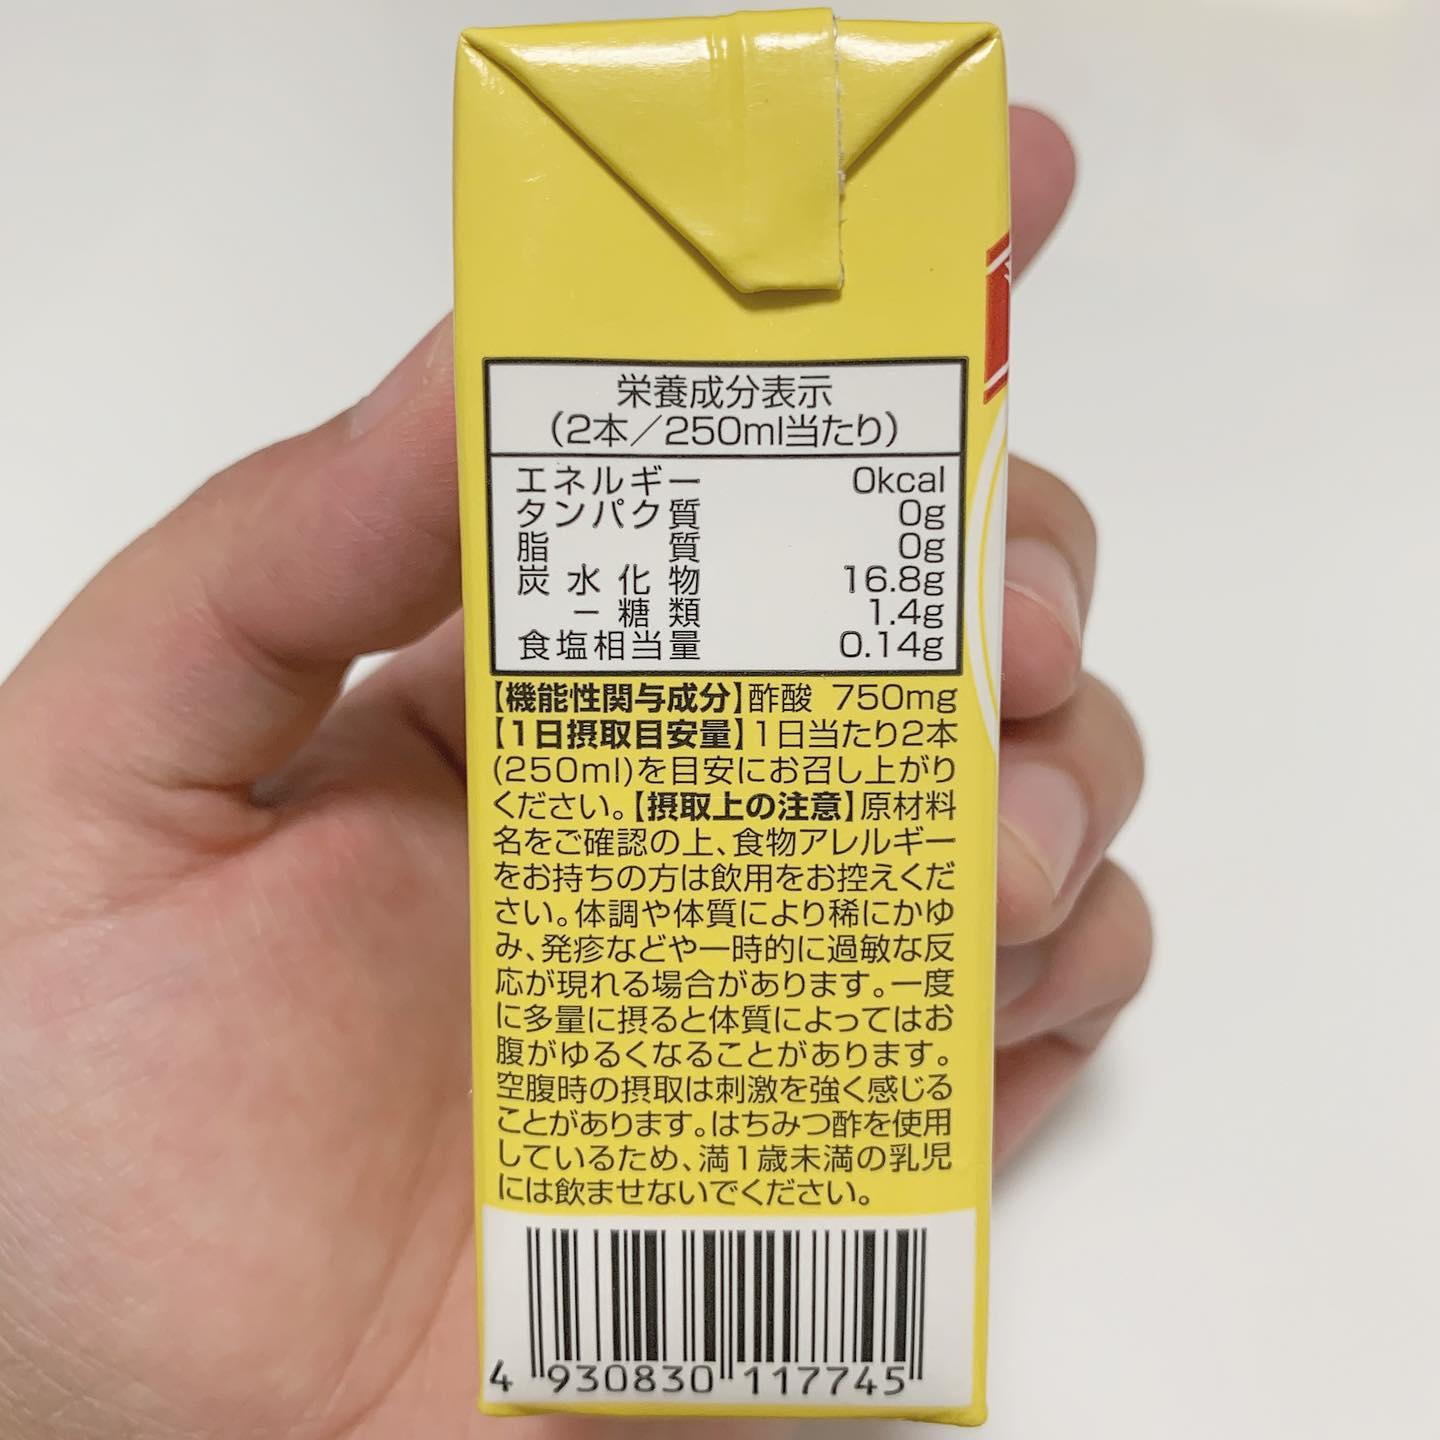 栄養成分表示
(2本／250ml当たり)
エネルギー 0kcal
タンパク質 0g
脂質 0g
炭水化物 16.8g
－糖類 1.4g
食塩相当量 0.14g
【機能性関与成分】酢酸 750mg
【1日摂取目安量】1日当たり2本
(250ml)を目安にお召し上がり
ください。【摂取上の注意】原材料
名をご確認の上、食物アレルギー
をお持ちの方は飲用をお控えくだ
さい。体調や体質により稀にかゆ
み、発疹などや一時的に過敏な反
応が現れる場合があります。一度
に多量に摂ると体質によってはお
腹がゆるくなることがあります。
空腹時の摂取は刺激を強く感じる
ことがあります。はちみつ酢を使用
しているため、満1歳未満の乳児
には飲ませないでください。
4 930830 117745